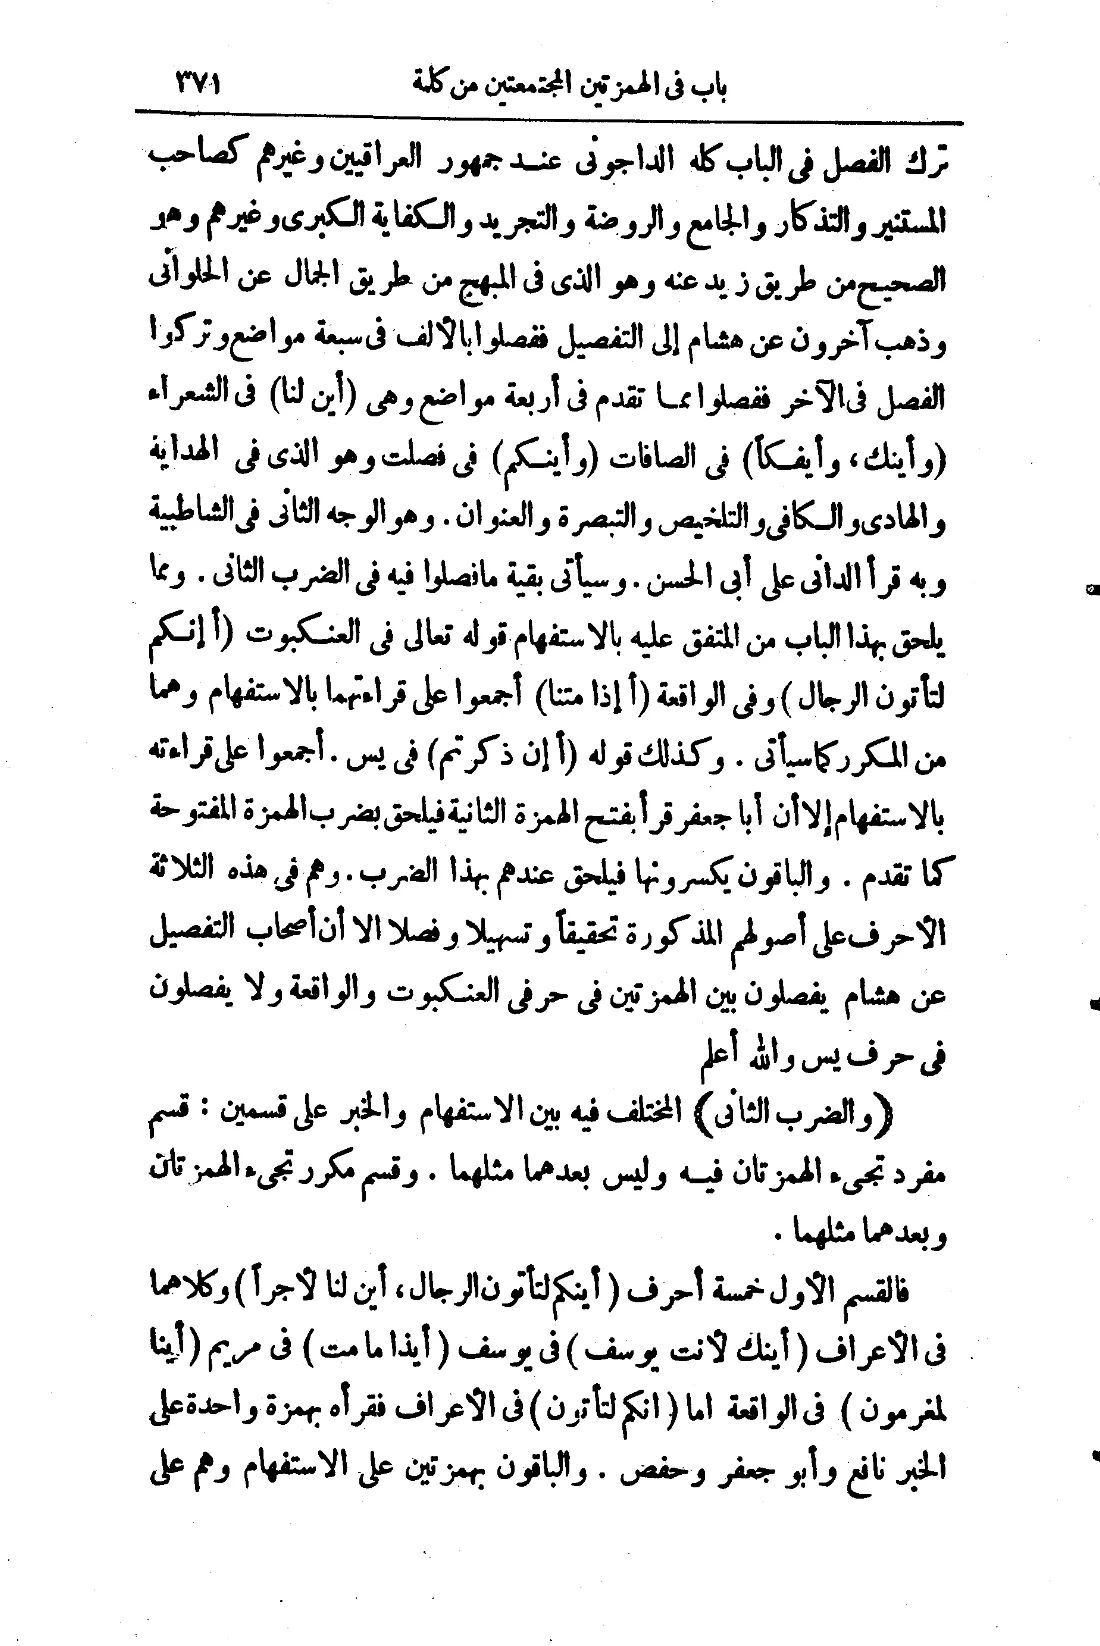 باب فى الهمزتين المجتمعتين من كلمة ٣٧١
ترك الفصل فى الباب كله الداجونى عنـد جمهور العراقيين وغيرهم كصاحب
المستنير والتذكار والجامع والروضة والتجريد والـكفاية الـكبرى وغيرهم وهو
الصحيح من طريق زيد عنه وهو الذى فى المبهج من طريق الجمال عن الحلوانى
وذهب آخرون عن هشام إلى التفصيل ففصلوا بالألف فى سبعة مواضع وتركوا
الفصل فى الآخر ففصلوا ممـا تقدم فى أربعة مواضع وهى (أين لنا) فى الشعراء
(وأينك، وأيفـكاً) فى الصافات (وأينـكم) فى فصلت وهو الذى فى الهداية
والهادى والـكافى والتلخيص والتبصرة والعنوان. وهو الوجه الثانى فى الشاطبية
وبه قرأ الدانى على أبى الحسن. وسيأتى بقية مافصلوا فيه فى الضرب الثانى. ومما
يلحق بهذا الباب من المتفق عليه بالاستفهام قوله تعالى فى العنـكبوت (أإنـكم
لتأتون الرجال) وفى الواقعة (أإذا متنا) أجمعوا على قراءتهما بالاستفهام وهما
من المـكرر كما سيأتى. وكذلك قوله (أإن ذكرتم) فى يس. أجمعوا على قراءته
بالاستفهام إلا أن أبا جعفر قرأ بفتح الهمزة الثانية فيلحق بضرب الهمزة المفتوحة
كما تقدم. والباقون يكسرونها فيلحق عندهم بهذا الضرب. وهم فى هذه الثلاثة
الأحرف على أصولهم المذكورة تحقيقاً وتسهيلا وفصلا الا أن أصحاب التفصيل
عن هشام يفصلون بين الهمزتين فى حرفى العنـكبوت والواقعة ولا يفصلون
فى حرف يس والله أعلم
(والضرب الثانى) المختلف فيه بين الاستفهام والخبر على قسمين: قسم
مفرد تجىء الهمزتان فيـه وليس بعدهما مثلهما. وقسم مكرر تجىء الهمزتان
وبعدهما مثلهما.
فالقسم الأول خمسة أحرف (أينكم لتأتون الرجال، أين لنا لأجراً) وكلاهما
فى الأعراف (أينك لأنت يوسف) فى يوسف (أيذا ما مت) فى مريم (أينا
لمغرمون) فى الواقعة اما (انكم لتأتون) فى الأعراف فقرأه بهمزة واحدة على
الخبر نافع وأبو جعفر وحفص. والباقون بهمزتين على الاستفهام وهم على